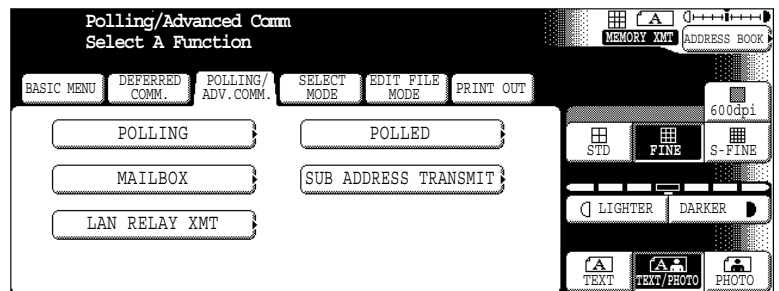 Polling/Advanced Comm
Select A Function
MEMORY XMT
ADDRESS BOOK
BASIC MENU
DEFERRED
COMM.
POLLING/
ADV.COMM.
SELECT
MODE
EDIT FILE
MODE
PRINT OUT
POLLING
POLLED
MAILBOX
SUB ADDRESS TRANSMIT
LAN RELAY XMT
600dpi
STD
FINE
S-FINE
LIGHTER
DARKER
A
TEXT
A
TEXT/PHOTO
PHOTO